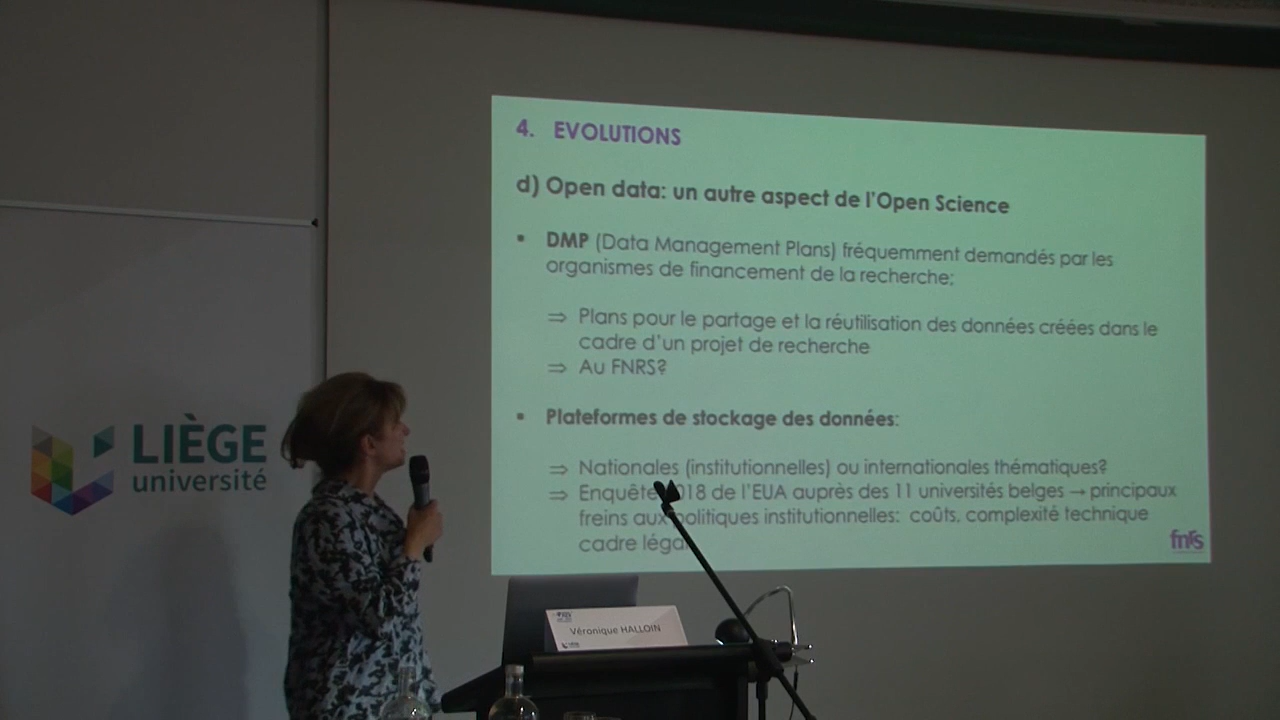 4. EVOLUTIONS
d) Open data: un autre aspect de l'Open Science
▪ DMP (Data Management Plans) fréquemment demandés par les
organismes de financement de la recherche;
⇒ Plans pour le partage et la réutilisation des données créées dans le
cadre d'un projet de recherche
⇒ Au FNRS?
▪ Plateformes de stockage des données:
⇒ Nationales (institutionnelles) ou internationales thématiques?
⇒ Enquête 2018 de l'EUA auprès des 11 universités belges → principaux
freins aux politiques institutionnelles: coûts, complexité technique
cadre légal
fnrs
LIÈGE
université
Véronique HALLOIN